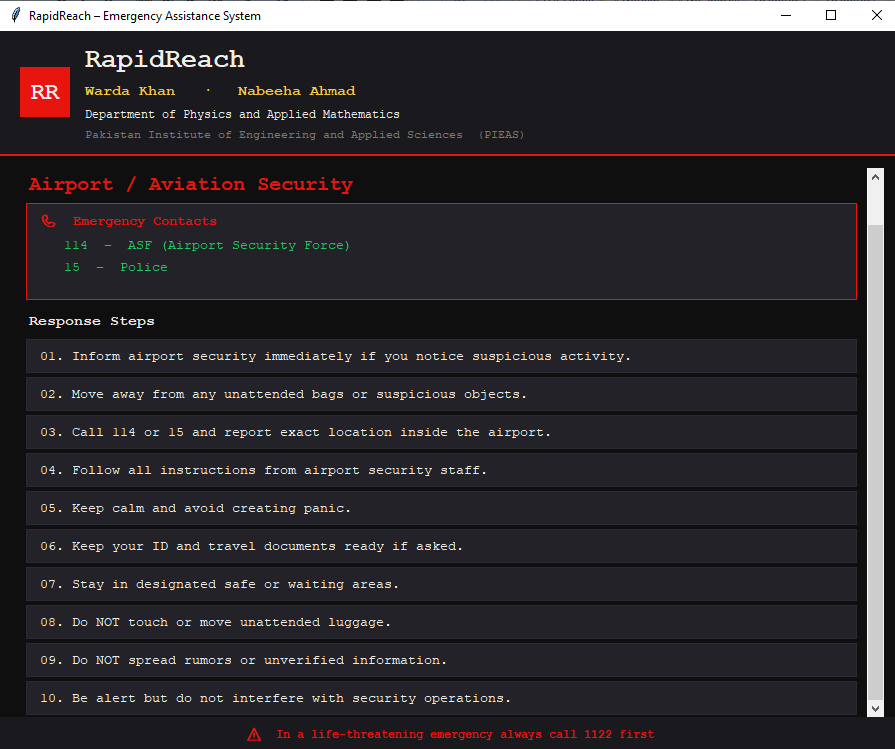 RapidReach – Emergency Assistance System
RR
RapidReach
Warda Khan · Nabeeha Ahmad
Department of Physics and Applied Mathematics
Pakistan Institute of Engineering and Applied Sciences (PIEAS)
Airport / Aviation Security
Emergency Contacts
114 – ASF (Airport Security Force)
15 – Police
Response Steps
01. Inform airport security immediately if you notice suspicious activity.
02. Move away from any unattended bags or suspicious objects.
03. Call 114 or 15 and report exact location inside the airport.
04. Follow all instructions from airport security staff.
05. Keep calm and avoid creating panic.
06. Keep your ID and travel documents ready if asked.
07. Stay in designated safe or waiting areas.
08. Do NOT touch or move unattended luggage.
09. Do NOT spread rumors or unverified information.
10. Be alert but do not interfere with security operations.
In a life-threatening emergency always call 1122 first